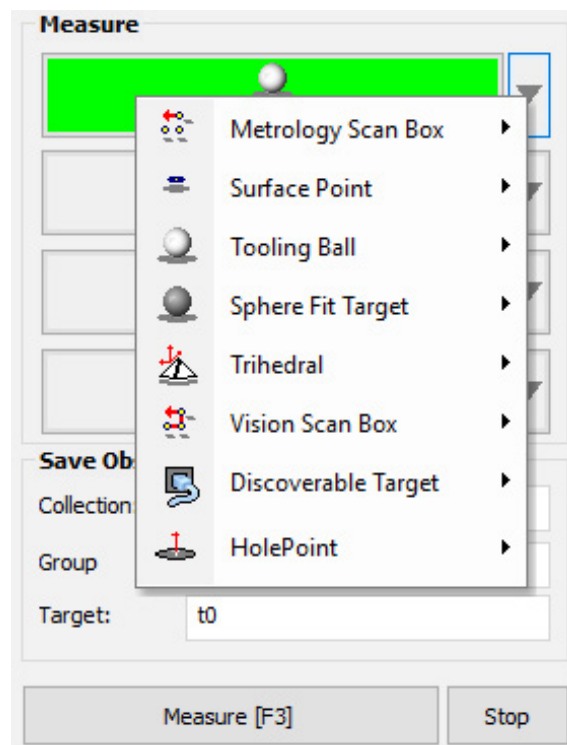 Measure
Metrology Scan Box
Surface Point
Tooling Ball
Sphere Fit Target
Trihedral
Vision Scan Box
Discoverable Target
HolePoint
Save Ob
Collection:
Group
Target: t0
Measure [F3] Stop